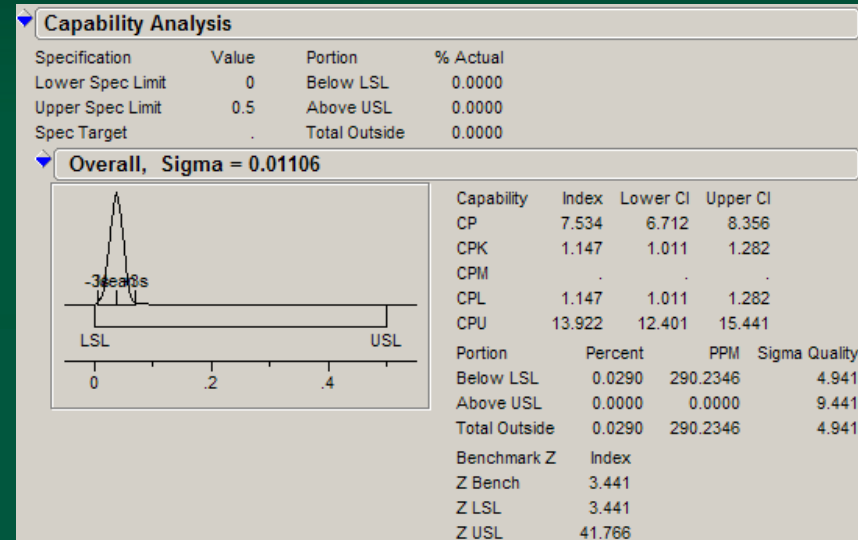 Capability Analysis
Specification Value Portion % Actual
Lower Spec Limit 0 Below LSL 0.0000
Upper Spec Limit 0.5 Above USL 0.0000
Spec Target . Total Outside 0.0000
Overall, Sigma = 0.01106
LSL USL
0 .2 .4
Capability Index Lower CI Upper CI
CP 7.534 6.712 8.356
CPK 1.147 1.011 1.282
CPM . . .
CPL 1.147 1.011 1.282
CPU 13.922 12.401 15.441
Portion Percent PPM Sigma Quality
Below LSL 0.0290 290.2346 4.941
Above USL 0.0000 0.0000 9.441
Total Outside 0.0290 290.2346 4.941
Benchmark Z Index
Z Bench 3.441
Z LSL 3.441
Z USL 41.766